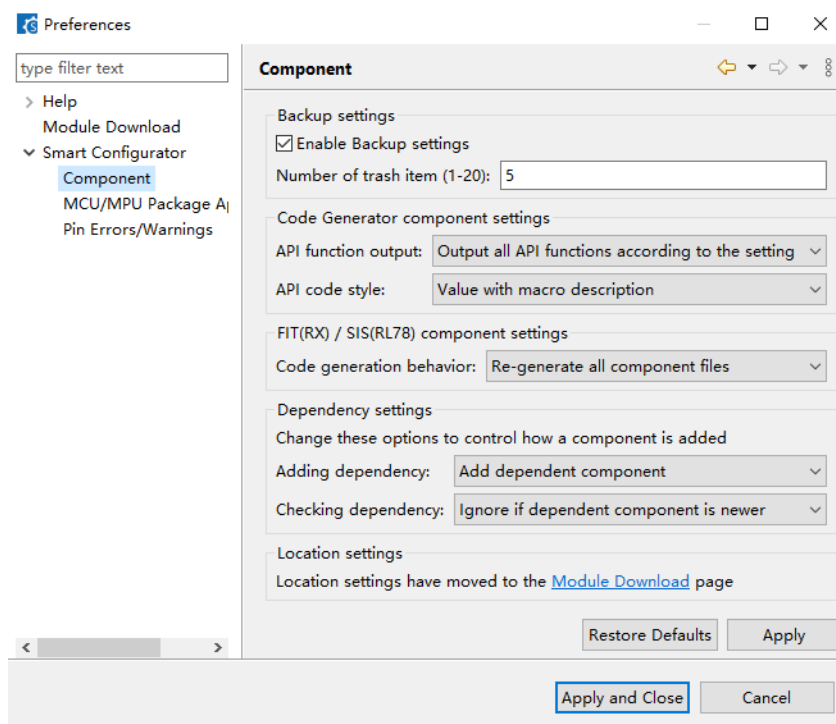 Preferences
type filter text
Help
Module Download
Smart Configurator
Component
MCU/MPU Package
Pin Errors/Warnings
Component
Backup settings
Enable Backup settings
Number of trash item (1-20): 5
Code Generator component settings
API function output: Output all API functions according to the setting
API code style: Value with macro description
FIT(RX) / SIS(RL78) component settings
Code generation behavior: Re-generate all component files
Dependency settings
Change these options to control how a component is added
Adding dependency: Add dependent component
Checking dependency: Ignore if dependent component is newer
Location settings
Location settings have moved to the Module Download page
Restore Defaults Apply
Apply and Close Cancel